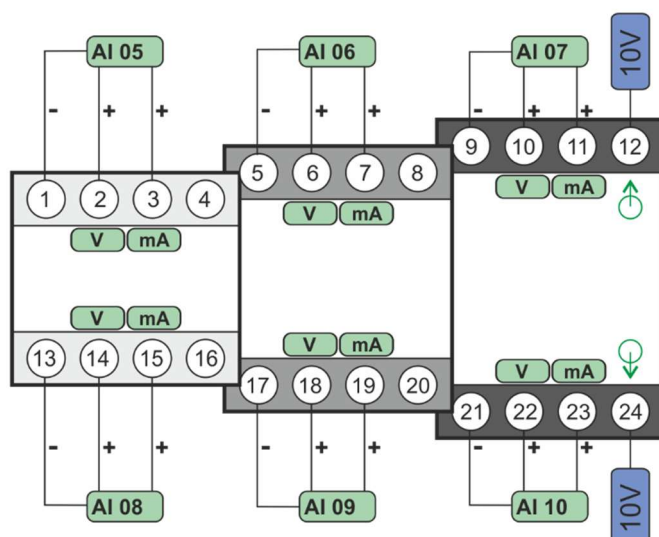 AI 05 AI 06 AI 07 10V
- + + - + + - + +
9 10 11 12
5 6 7 8
V mA
1 2 3 4
V mA
V mA
V mA
V mA
V mA
13 14 15 16
17 18 19 20
21 22 23 24
- + + - + + - + +
AI 08 AI 09 AI 10 10V